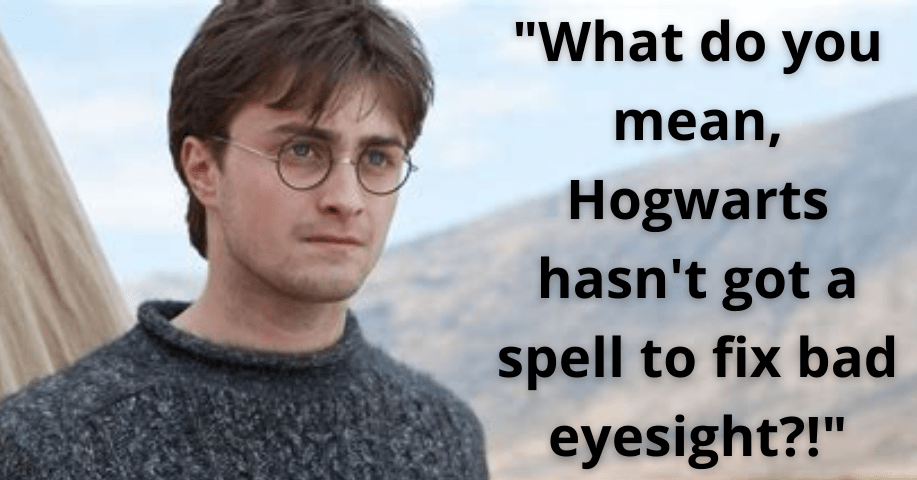 "What do you
mean,
Hogwarts
hasn't got a
spell to fix bad
eyesight?!"